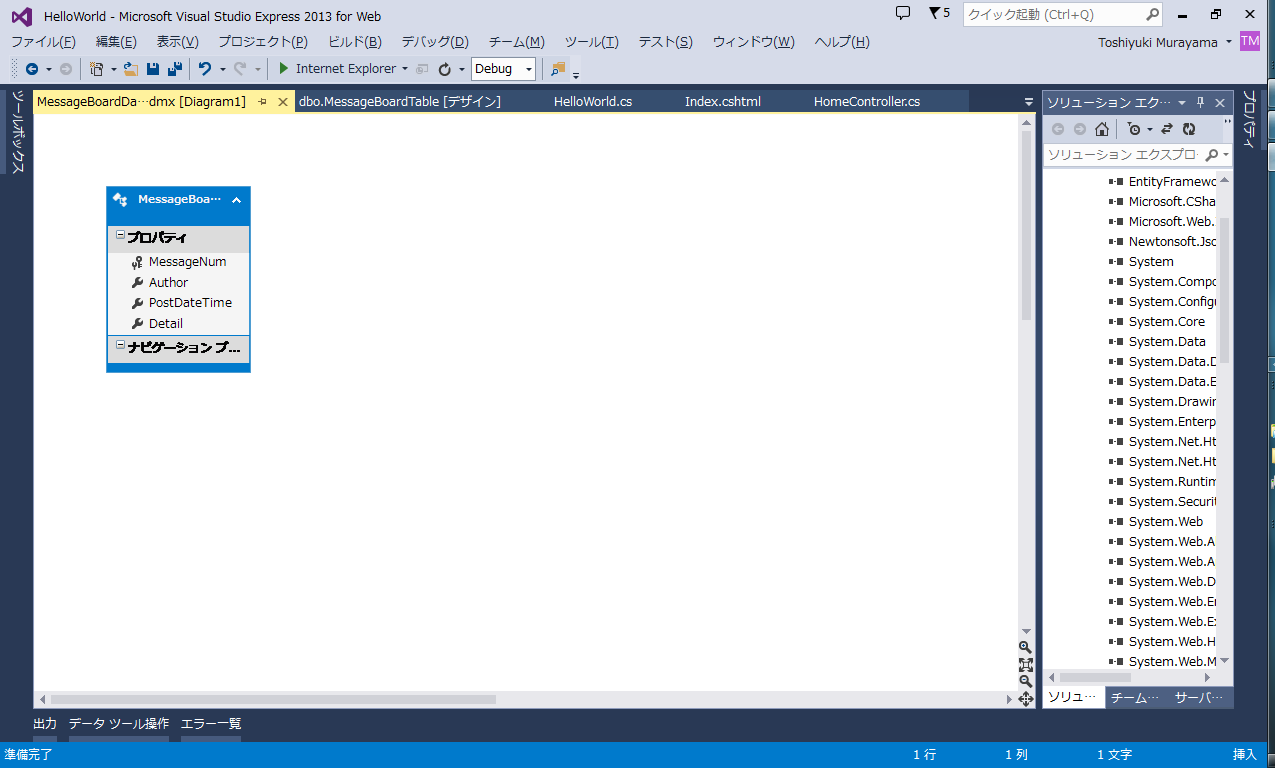 HelloWorld - Microsoft Visual Studio Express 2013 for Web
5
クイック起動 (Ctrl+Q)
ファイル(F) 編集(E) 表示(V) プロジェクト(P) ビルド(B) デバッグ(D) チーム(M) ツール(T) テスト(S) ウィンドウ(W) ヘルプ(H)
Toshiyuki Murayama TM
Internet Explorer Debug
ツールボックス
MessageBoardDa…dmx [Diagram1] dbo.MessageBoardTable [デザイン] HelloWorld.cs Index.cshtml HomeController.cs
MessageBoa…
プロパティ
MessageNum
Author
PostDateTime
Detail
ナビゲーション プ…
ソリューション エク…
ソリューション エクスプロ
EntityFramewo
Microsoft.CSha
Microsoft.Web.
Newtonsoft.Jso
System
System.Compo
System.Configu
System.Core
System.Data
System.Data.D
System.Data.E
System.Drawin
System.Enterp
System.Net.Ht
System.Net.Ht
System.Runtim
System.Securit
System.Web
System.Web.A
System.Web.A
System.Web.D
System.Web.En
System.Web.Ex
System.Web.H
System.Web.M
ソリュ… チーム… サーバ…
プロパティ
出力 データ ツール操作 エラー一覧
準備完了 1 行 1 列 1 文字 挿入